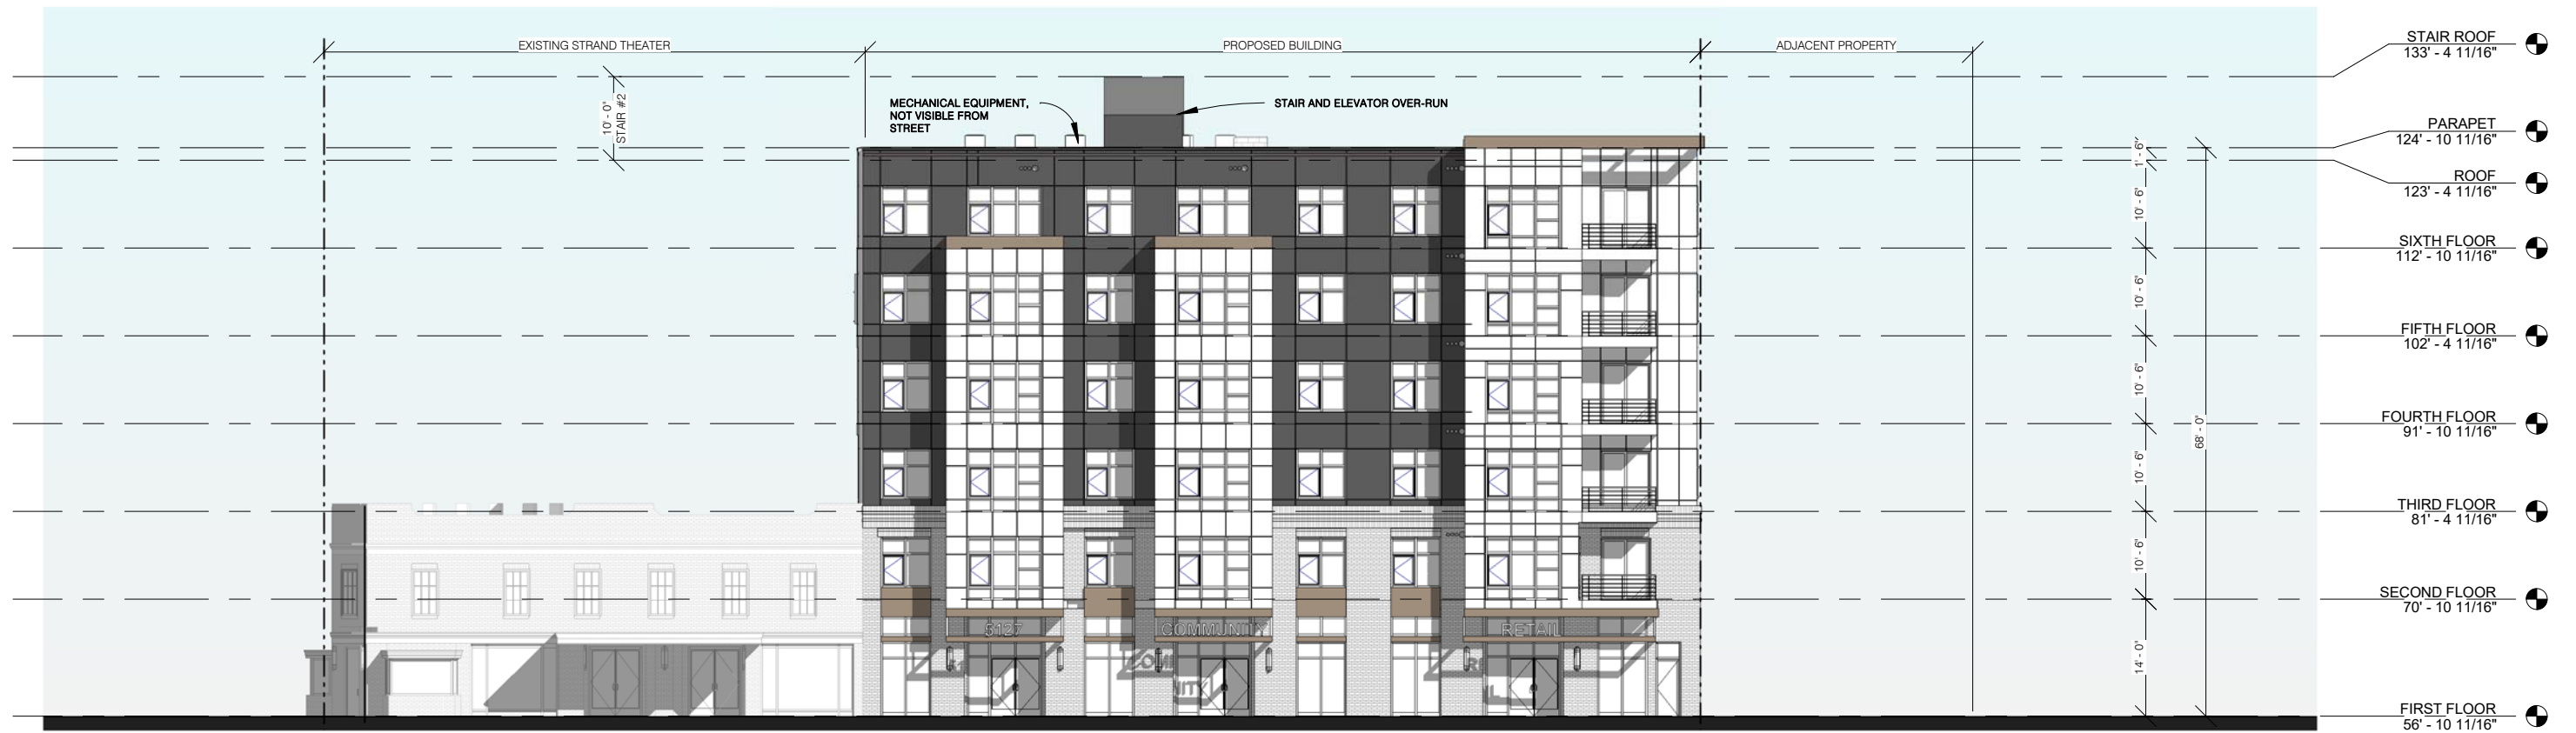 EXISTING STRAND THEATER
PROPOSED BUILDING
ADJACENT PROPERTY
STAIR ROOF
133' - 4 11/16"
10' - 0"
STAIR #2
MECHANICAL EQUIPMENT,
NOT VISIBLE FROM
STREET
STAIR AND ELEVATOR OVER-RUN
PARAPET
124' - 10 11/16"
1' - 6"
ROOF
123' - 4 11/16"
10' - 6"
SIXTH FLOOR
112' - 10 11/16"
10' - 6"
FIFTH FLOOR
102' - 4 11/16"
10' - 6"
FOURTH FLOOR
91' - 10 11/16"
68' - 0"
10' - 6"
THIRD FLOOR
81' - 4 11/16"
10' - 6"
SECOND FLOOR
70' - 10 11/16"
5127
COMMUNITY
RETAIL
14' - 0"
FIRST FLOOR
56' - 10 11/16"